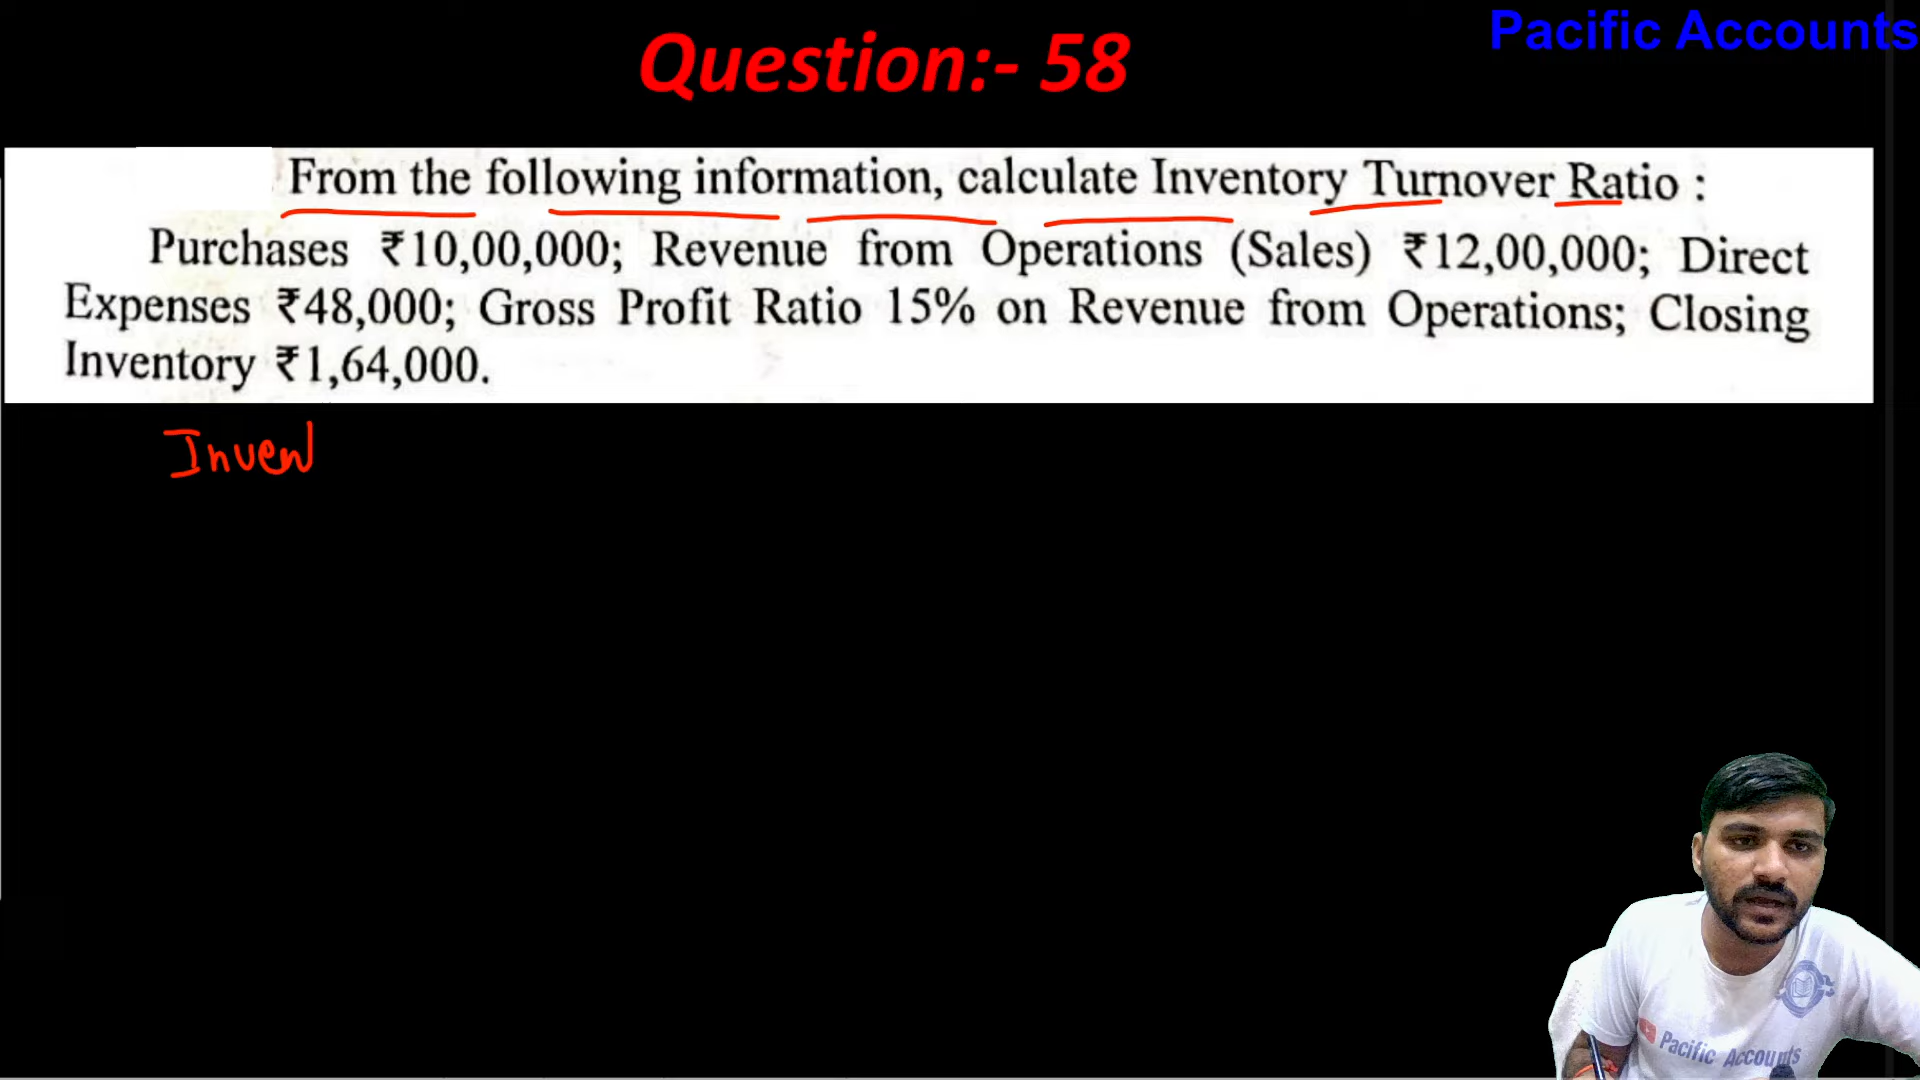 Pacific Accounts
Question:- 58
From the following information, calculate Inventory Turnover Ratio :
Purchases ₹10,00,000; Revenue from Operations (Sales) ₹12,00,000; Direct
Expenses ₹48,000; Gross Profit Ratio 15% on Revenue from Operations; Closing
Inventory ₹1,64,000.
Inven
Pacific Accounts